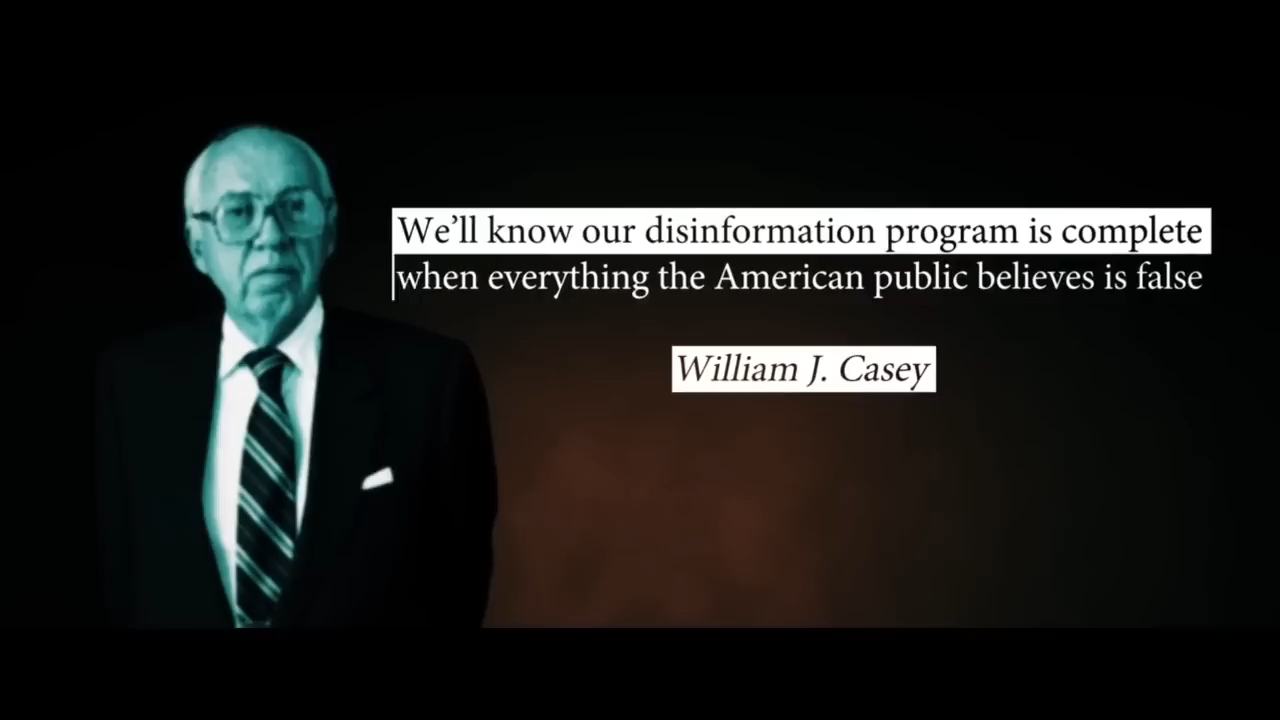 We’ll know our disinformation program is complete
when everything the American public believes is false
William J. Casey